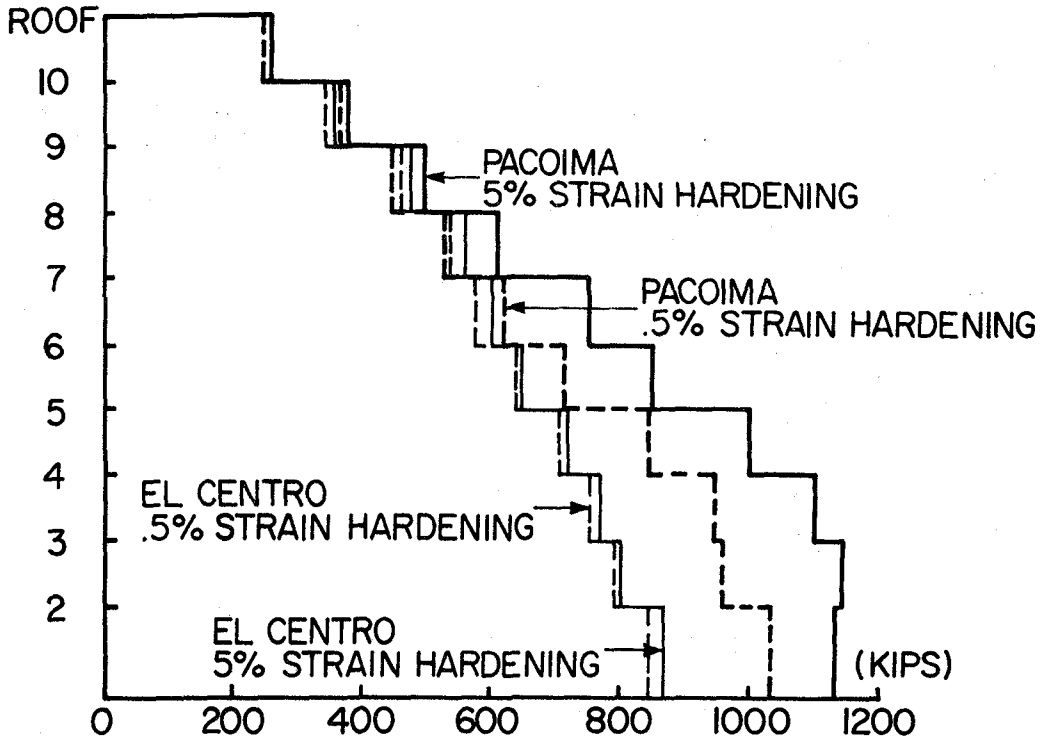 ROOF
10
9
8
7
6
5
4
3
2
PACOIMA
5% STRAIN HARDENING
PACOIMA
.5% STRAIN HARDENING
EL CENTRO
.5% STRAIN HARDENING
EL CENTRO
5% STRAIN HARDENING
(KIPS)
0 200 400 600 800 1000 1200